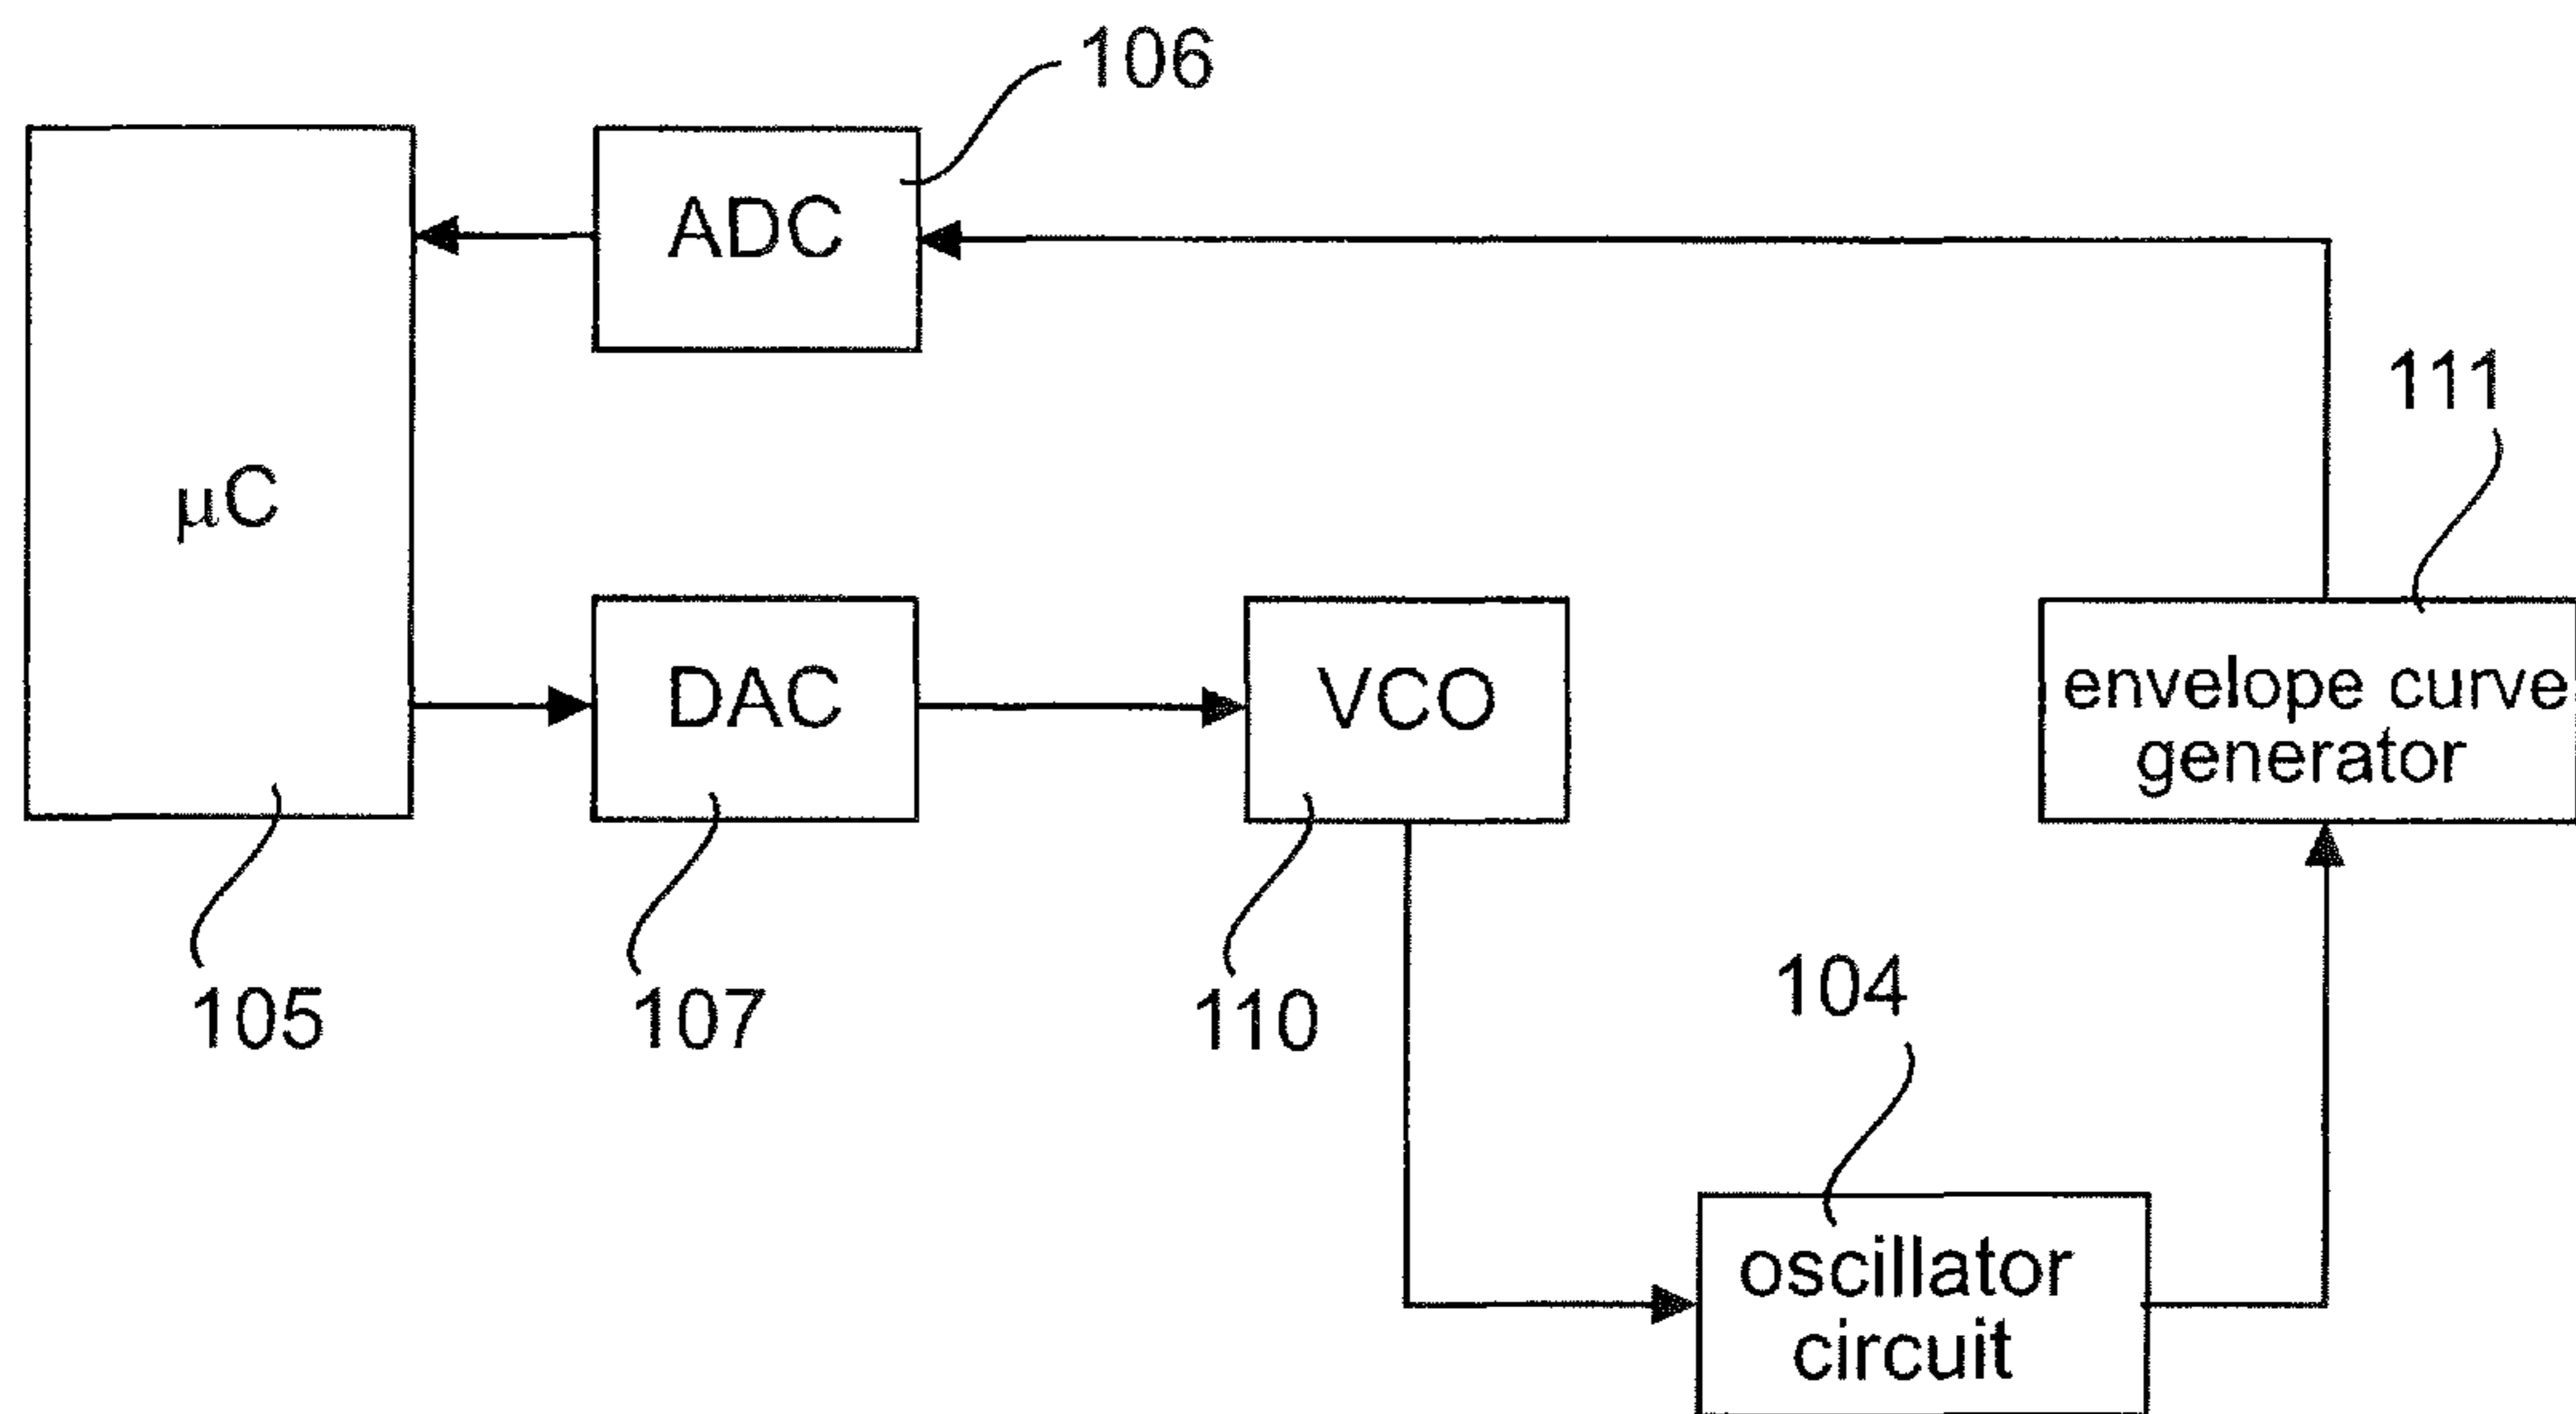 106
ADC
111
μC
DAC
VCO
envelope curve
generator
105
107
110
104
oscillator
circuit